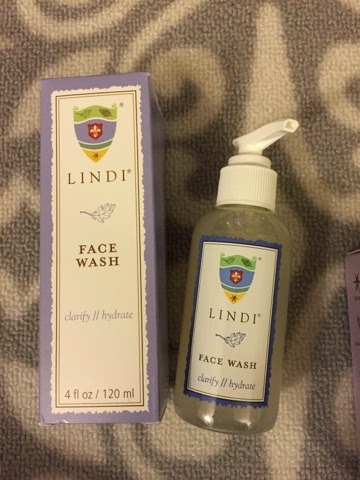 LINDI®
FACE
WASH
clarify // hydrate
4 fl oz / 120 ml
LINDI®
FACE WASH
clarify // hydrate